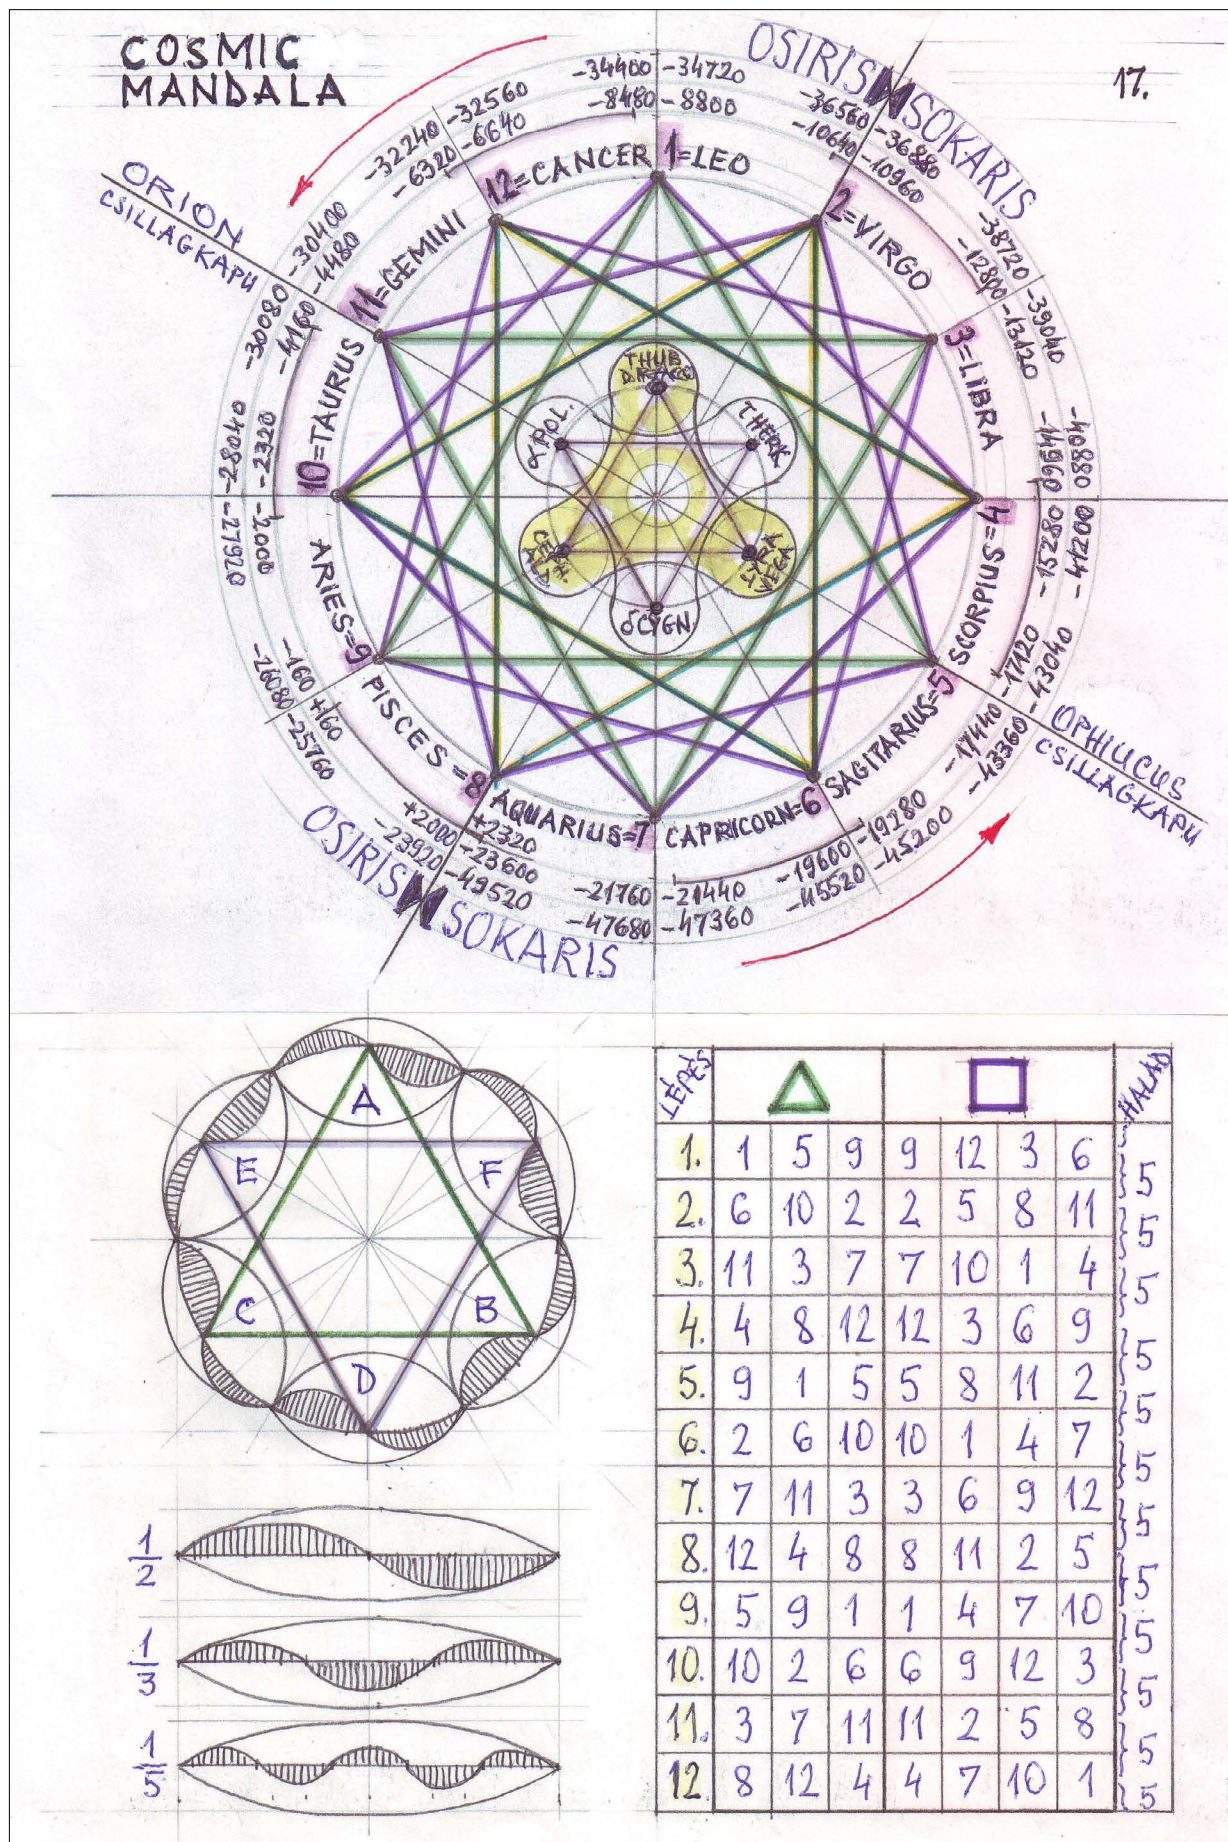 COSMIC
MANDALA
17.
OSIRIS SOKARIS
ORION
CSILLAGKAPU
-34400 -34720
-8480 -8800
-36560 -36880
-10640 -10960
-38720 -39040
-12800 -13120
-40880 -41200
-14960 -15280
-17120 -17440
-43040 -43360
-19280 -19600
-45200 -45520
-21440 -21760
-47360 -47680
+2320
-23600
-49520
+2000
-23920
+160
-25760
-160
-26080
-2000 -2320
-27920 -28040
-4160 -4480
-30080 -30400
-6320 -6640
-32240 -32560
1=LEO
2=VIRGO
3=LIBRA
SCORPIUS=4
SAGITARIUS=5
CAPRICORN=6
AQUARIUS=7
PISCES=8
ARIES=9
10=TAURUS
11=GEMINI
12=CANCER
THUB
αPOL.
THERK
CEPH.
ALD.
LYRA
VEGA
δCYGN.
OPHIUCUS
CSILLAGKAPU
OSIRIS SOKARIS
A
E F
C B
D
1/2
1/3
1/5
LÉPÉS HALAD
1. 1 5 9 9 12 3 6 5
2. 6 10 2 2 5 8 11 5
3. 11 3 7 7 10 1 4 5
4. 4 8 12 12 3 6 9 5
5. 9 1 5 5 8 11 2 5
6. 2 6 10 10 1 4 7 5
7. 7 11 3 3 6 9 12 5
8. 12 4 8 8 11 2 5 5
9. 5 9 1 1 4 7 10 5
10. 10 2 6 6 9 12 3 5
11. 3 7 11 11 2 5 8 5
12. 8 12 4 4 7 10 1 5